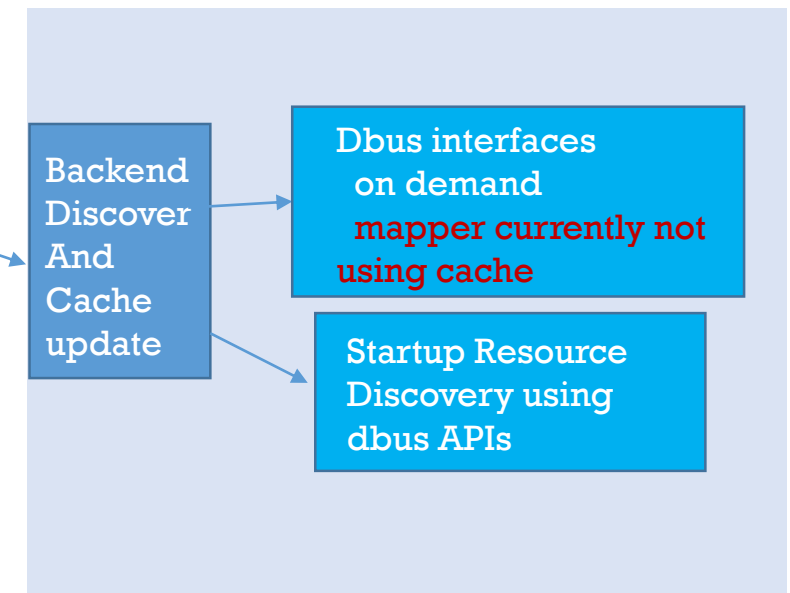 Backend
Discover
And
Cache
update
Dbus interfaces
on demand
mapper currently not
using cache
Startup Resource
Discovery using
dbus APIs